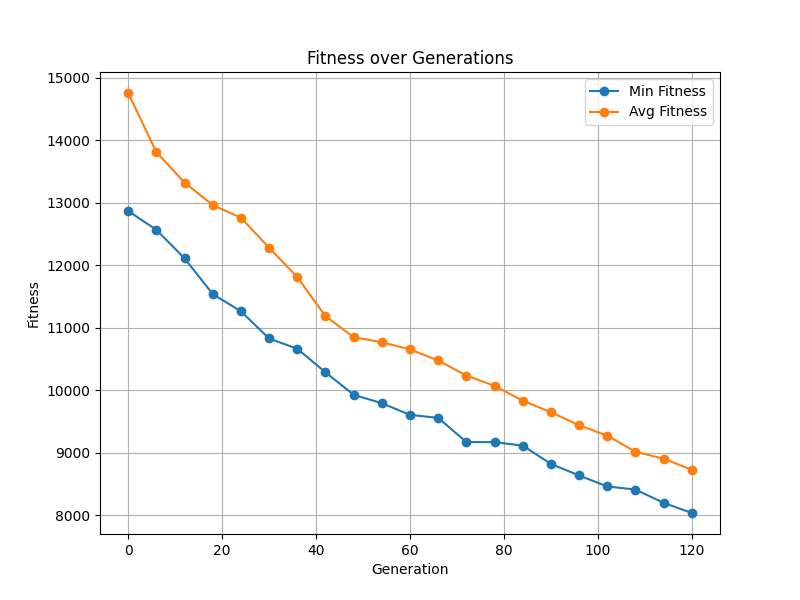 Fitness over Generations
Min Fitness
Avg Fitness
Fitness
15000
14000
13000
12000
11000
10000
9000
8000
0 20 40 60 80 100 120
Generation